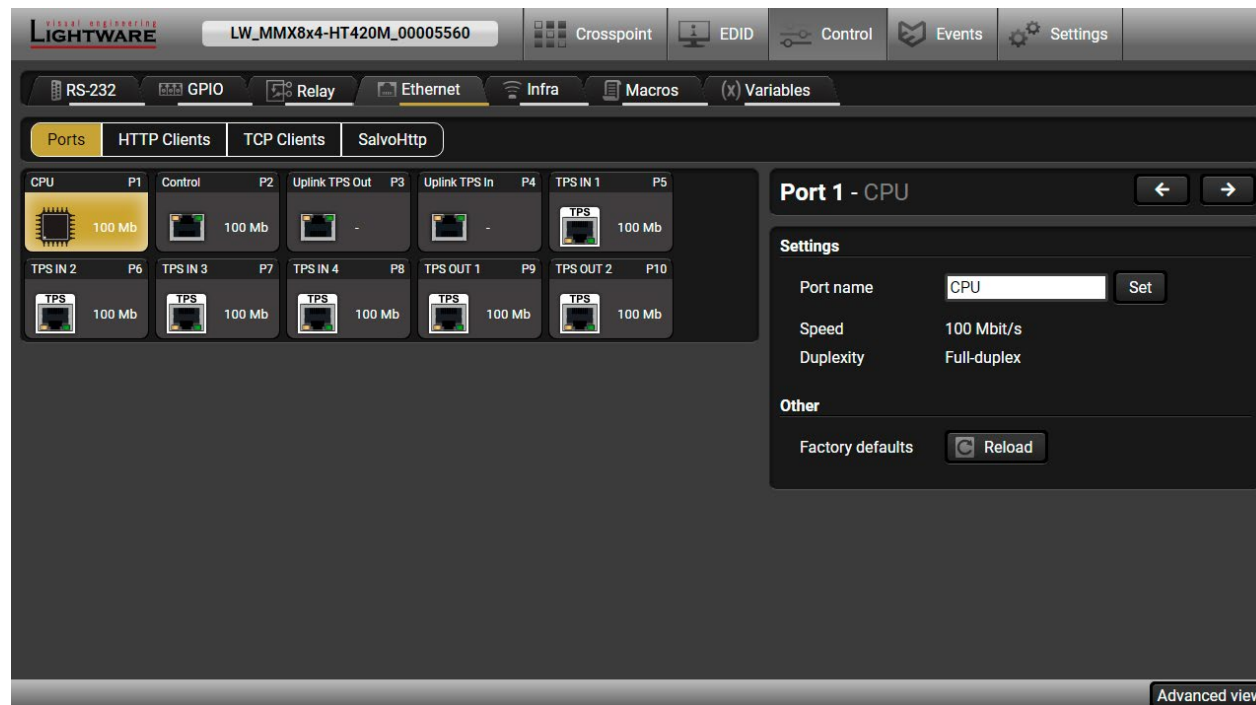 visual engineering
LIGHTWARE
LW_MMX8x4-HT420M_00005560
Crosspoint
EDID
Control
Events
Settings
RS-232
GPIO
Relay
Ethernet
Infra
Macros
(x) Variables
Ports
HTTP Clients
TCP Clients
SalvoHttp
CPU P1
100 Mb
Control P2
100 Mb
Uplink TPS Out P3
-
Uplink TPS In P4
-
TPS IN 1 P5
TPS
100 Mb
TPS IN 2 P6
TPS
100 Mb
TPS IN 3 P7
TPS
100 Mb
TPS IN 4 P8
TPS
100 Mb
TPS OUT 1 P9
TPS
100 Mb
TPS OUT 2 P10
TPS
100 Mb
Port 1 - CPU
Settings
Port name CPU Set
Speed 100 Mbit/s
Duplexity Full-duplex
Other
Factory defaults Reload
Advanced view